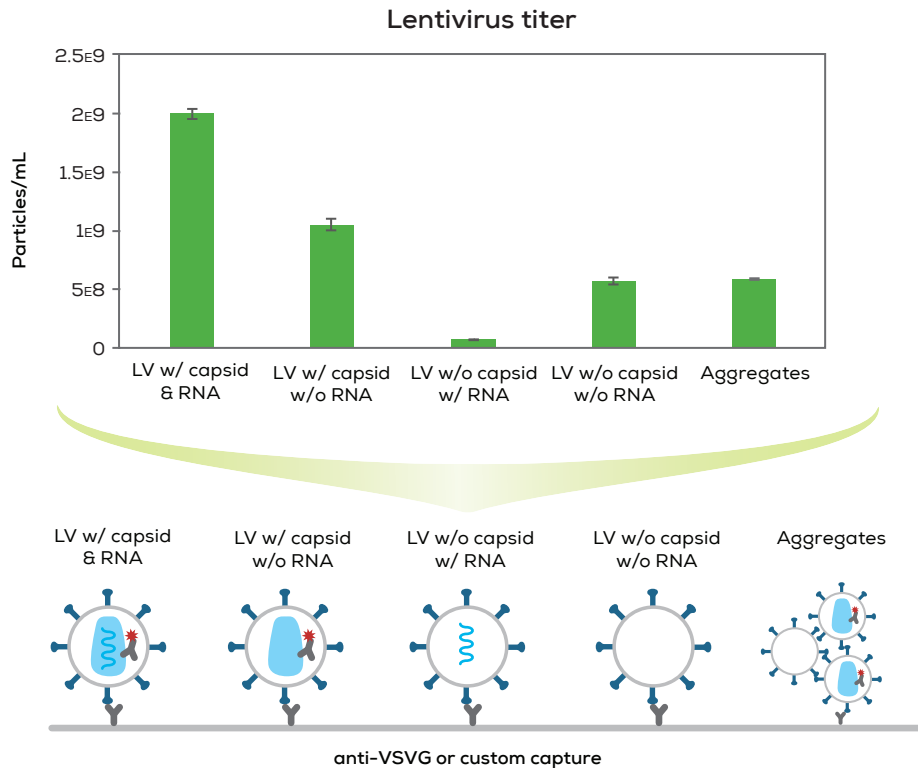 Lentivirus titer
Particles/mL
2.5E9
2E9
1.5E9
1E9
5E8
0
LV w/ capsid
& RNA
LV w/ capsid
w/o RNA
LV w/o capsid
w/ RNA
LV w/o capsid
w/o RNA
Aggregates
LV w/ capsid
& RNA
LV w/ capsid
w/o RNA
LV w/o capsid
w/ RNA
LV w/o capsid
w/o RNA
Aggregates
anti-VSVG or custom capture